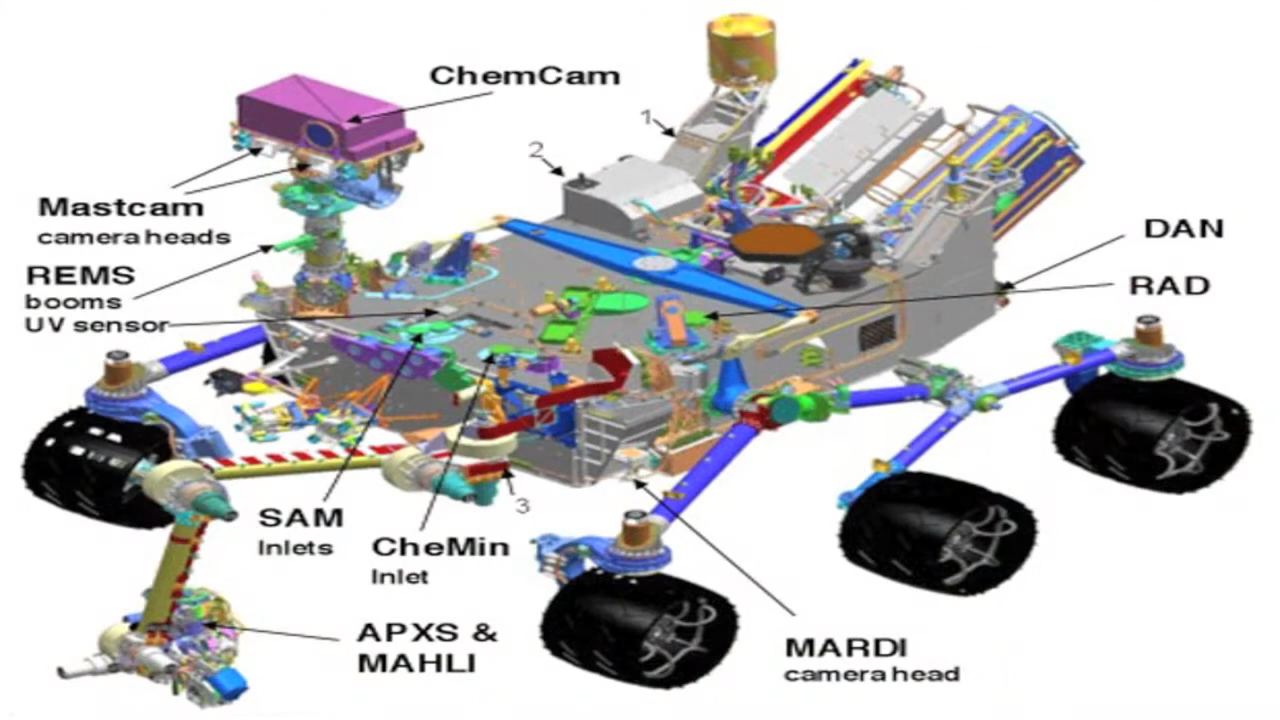 ChemCam
1
2
Mastcam
camera heads
REMS
booms
UV sensor
DAN
RAD
SAM
Inlets
3
CheMin
Inlet
APXS &
MAHLI
MARDI
camera head